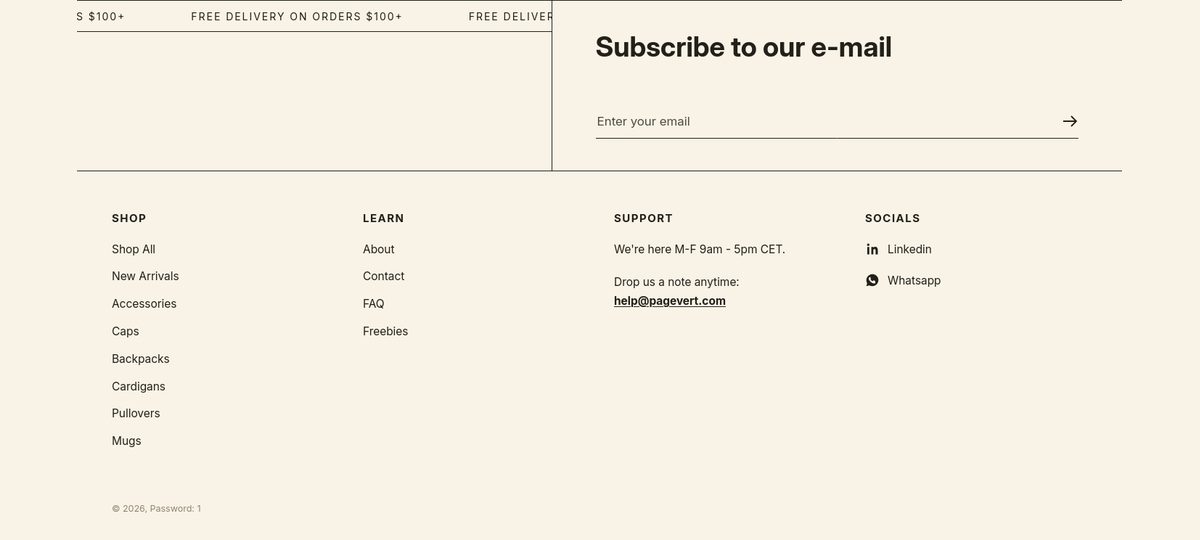 S $100+ FREE DELIVERY ON ORDERS $100+ FREE DELIVER
Subscribe to our e-mail
Enter your email
SHOP
Shop All
New Arrivals
Accessories
Caps
Backpacks
Cardigans
Pullovers
Mugs
LEARN
About
Contact
FAQ
Freebies
SUPPORT
We're here M-F 9am - 5pm CET.
Drop us a note anytime:
help@pagevert.com
SOCIALS
Linkedin
Whatsapp
© 2026, Password: 1